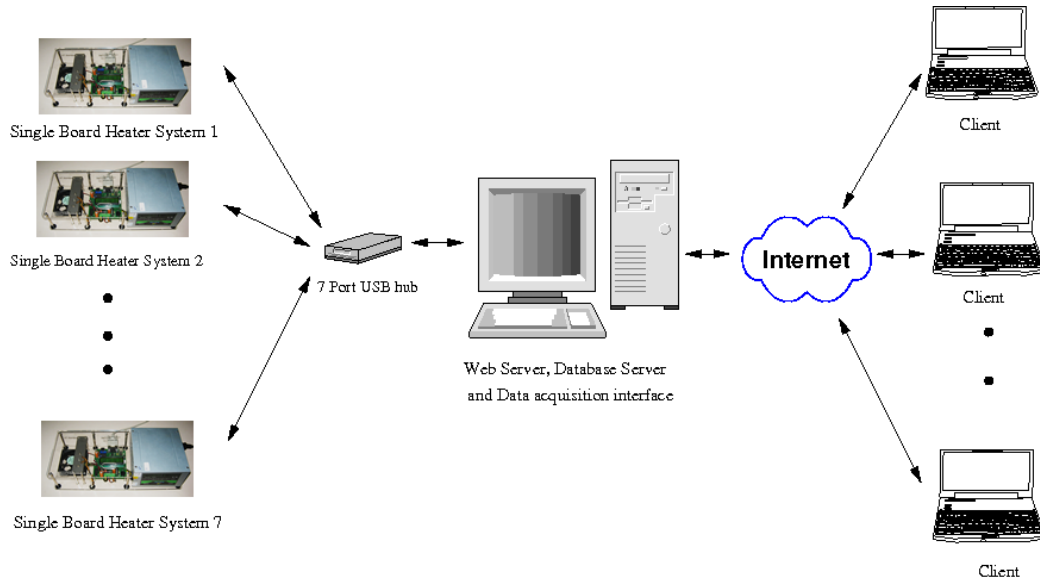 Single Board Heater System 1
Single Board Heater System 2
Single Board Heater System 7
7 Port USB hub
Web Server, Database Server
and Data acquisition interface
Internet
Client
Client
Client